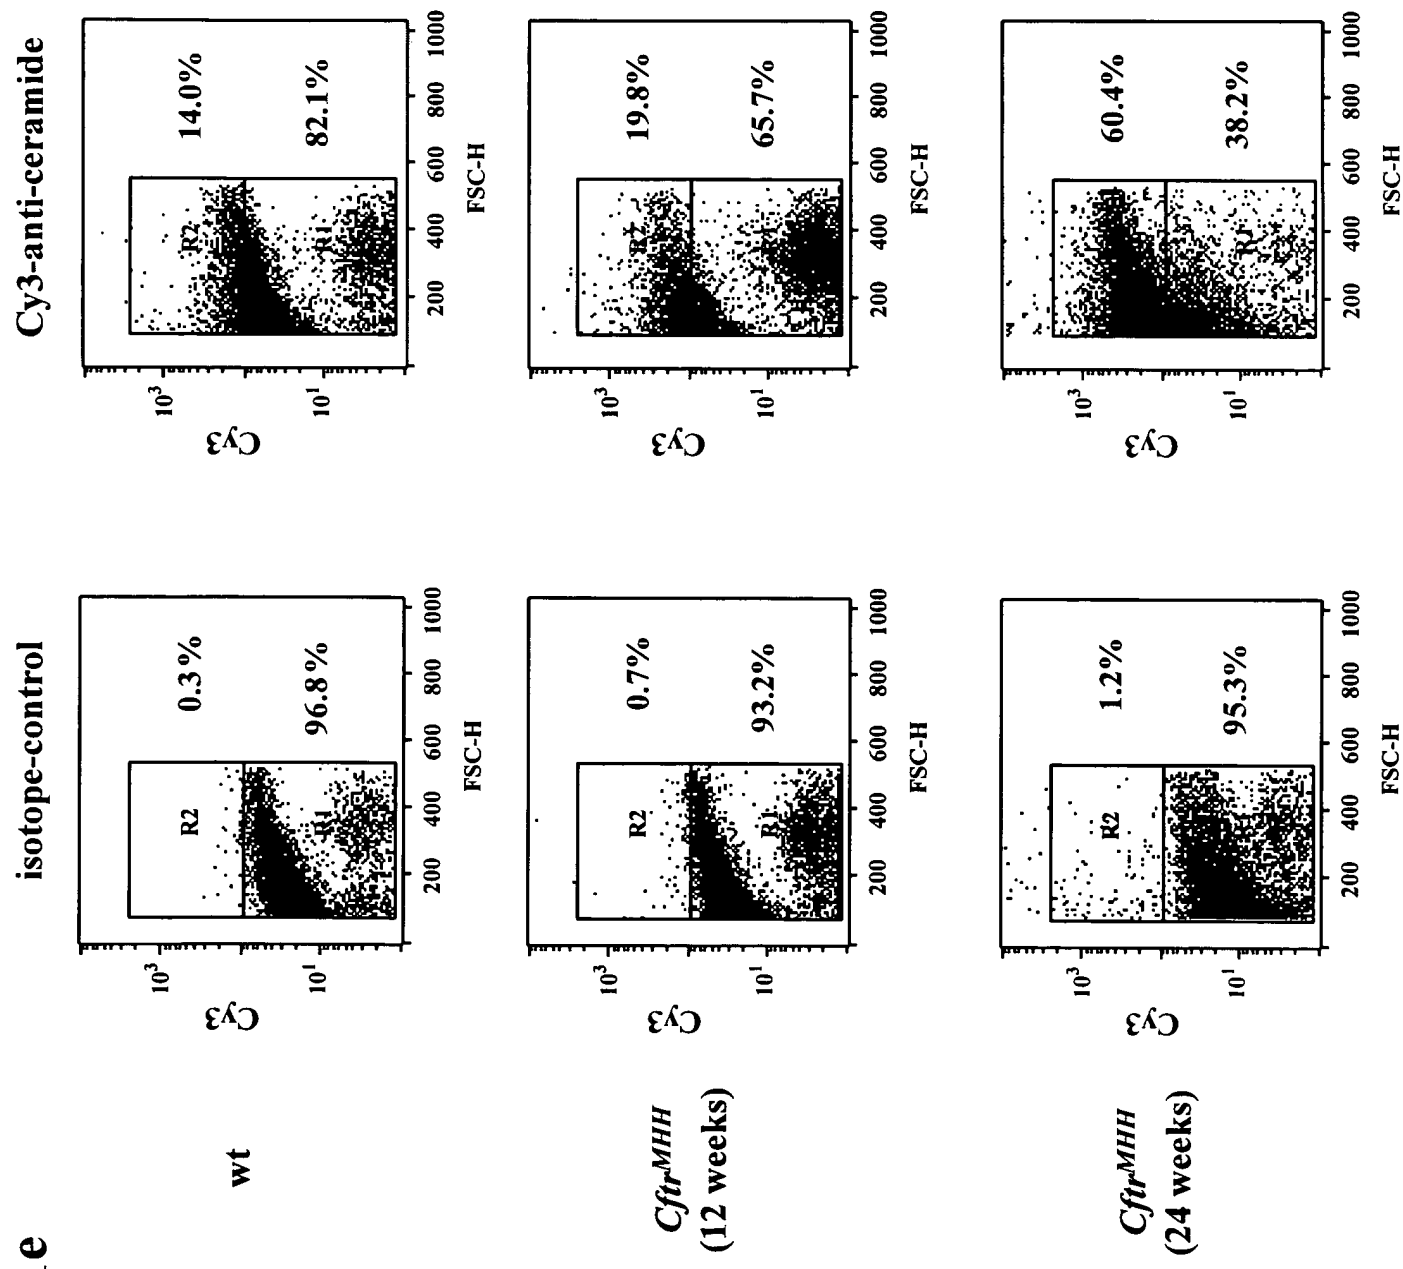 e
isotope-control
Cy3-anti-ceramide
wt
Cy3
10³
10¹
R2
R1
0.3%
96.8%
200
400
600
800
1000
FSC-H
Cy3
10³
10¹
R2
R1
14.0%
82.1%
200
400
600
800
1000
FSC-H
Cftrᴹᴴᴴ
(12 weeks)
Cy3
10³
10¹
R2
R1
0.7%
93.2%
200
400
600
800
1000
FSC-H
Cy3
10³
10¹
R2
R1
19.8%
65.7%
200
400
600
800
1000
FSC-H
Cftrᴹᴴᴴ
(24 weeks)
Cy3
10³
10¹
R2
1.2%
95.3%
200
400
600
800
1000
FSC-H
Cy3
10³
10¹
R1
60.4%
38.2%
200
400
600
800
1000
FSC-H